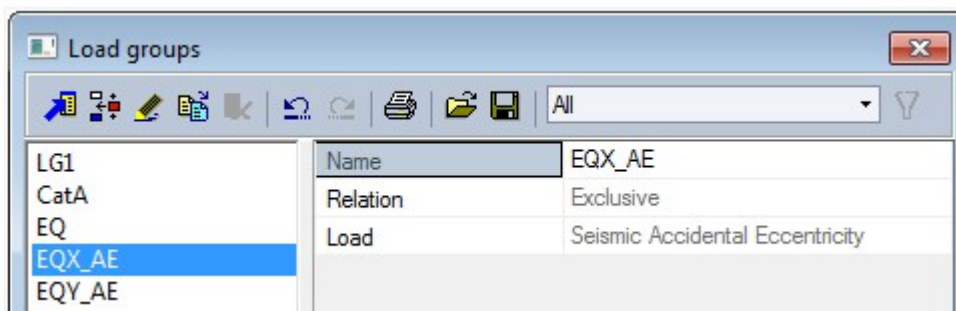 Load groups
All
LG1
CatA
EQ
EQX_AE
EQY_AE
Name EQX_AE
Relation Exclusive
Load Seismic Accidental Eccentricity